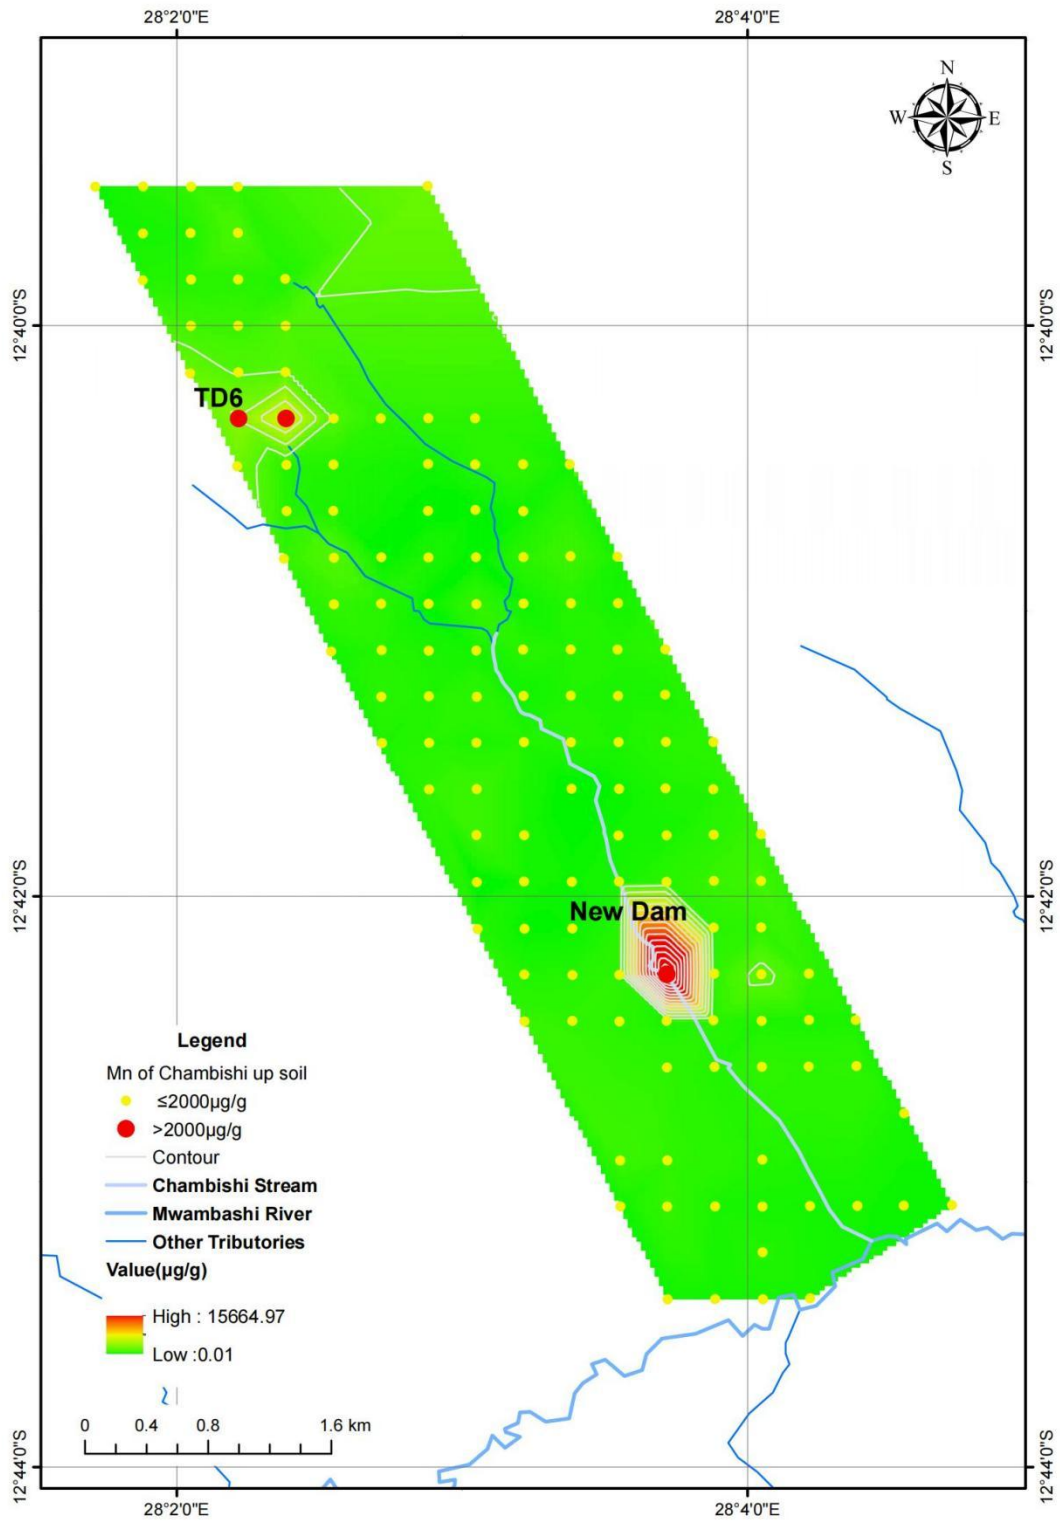 28°2'0"E
28°4'0"E
N
W
E
S
12°40'0"S
12°40'0"S
TD6
12°42'0"S
12°42'0"S
New Dam
Legend
Mn of Chambishi up soil
≤2000µg/g
>2000µg/g
Contour
Chambishi Stream
Mwambashi River
Other Tributories
Value(µg/g)
High : 15664.97
Low :0.01
0 0.4 0.8 1.6 km
12°44'0"S
12°44'0"S
28°2'0"E
28°4'0"E